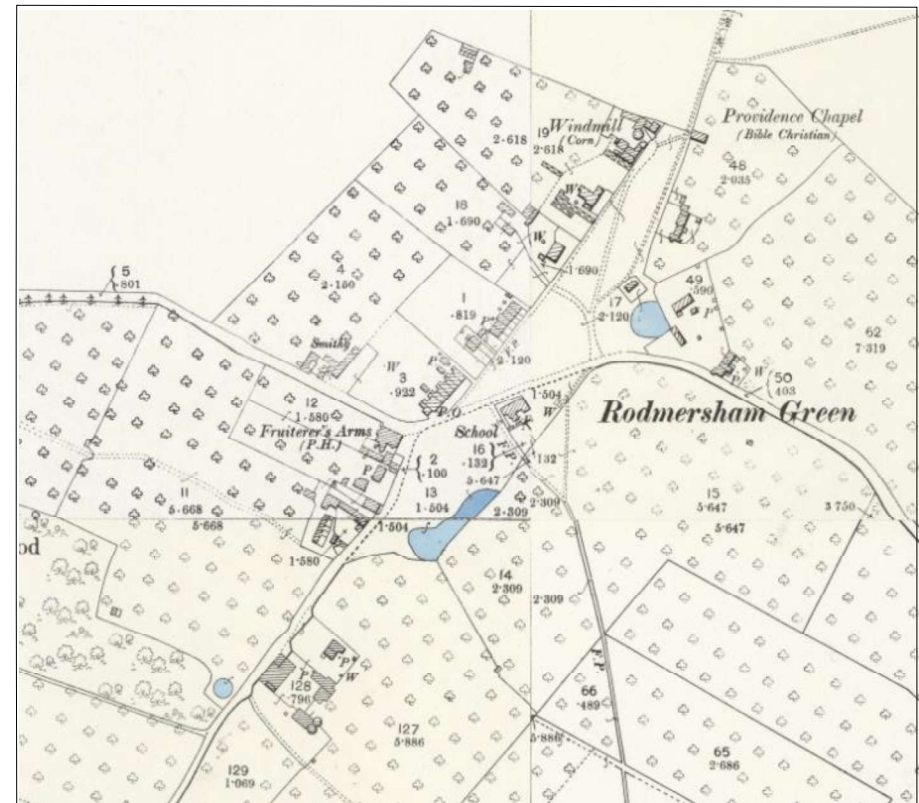 2·618
19
2·618
Windmill
(Corn)
Providence Chapel
(Bible Christian)
48
2·035
W
18
1·690
W
1·690
5
·801
4
2·150
1
·819
P
17
2·120
49
·590
P
62
7·319
Smithy
W
3
·922
P
2·120
P.O
W
P
50
·403
12
1·580
Fruiterer's Arms
(P.H.)
1·504
School
W
Rodmersham Green
16
·132
F.P.
·132
P
2
·100
5·647
13
1·504
11
5·668
5·668
1·504
2·309
2·309
15
5·647
5·647
3·750
od
1·580
14
2·309
2·309
F.P.
P
W
P
128
·796
66
·489
127
5·886
5·886
65
2·686
129
1·069